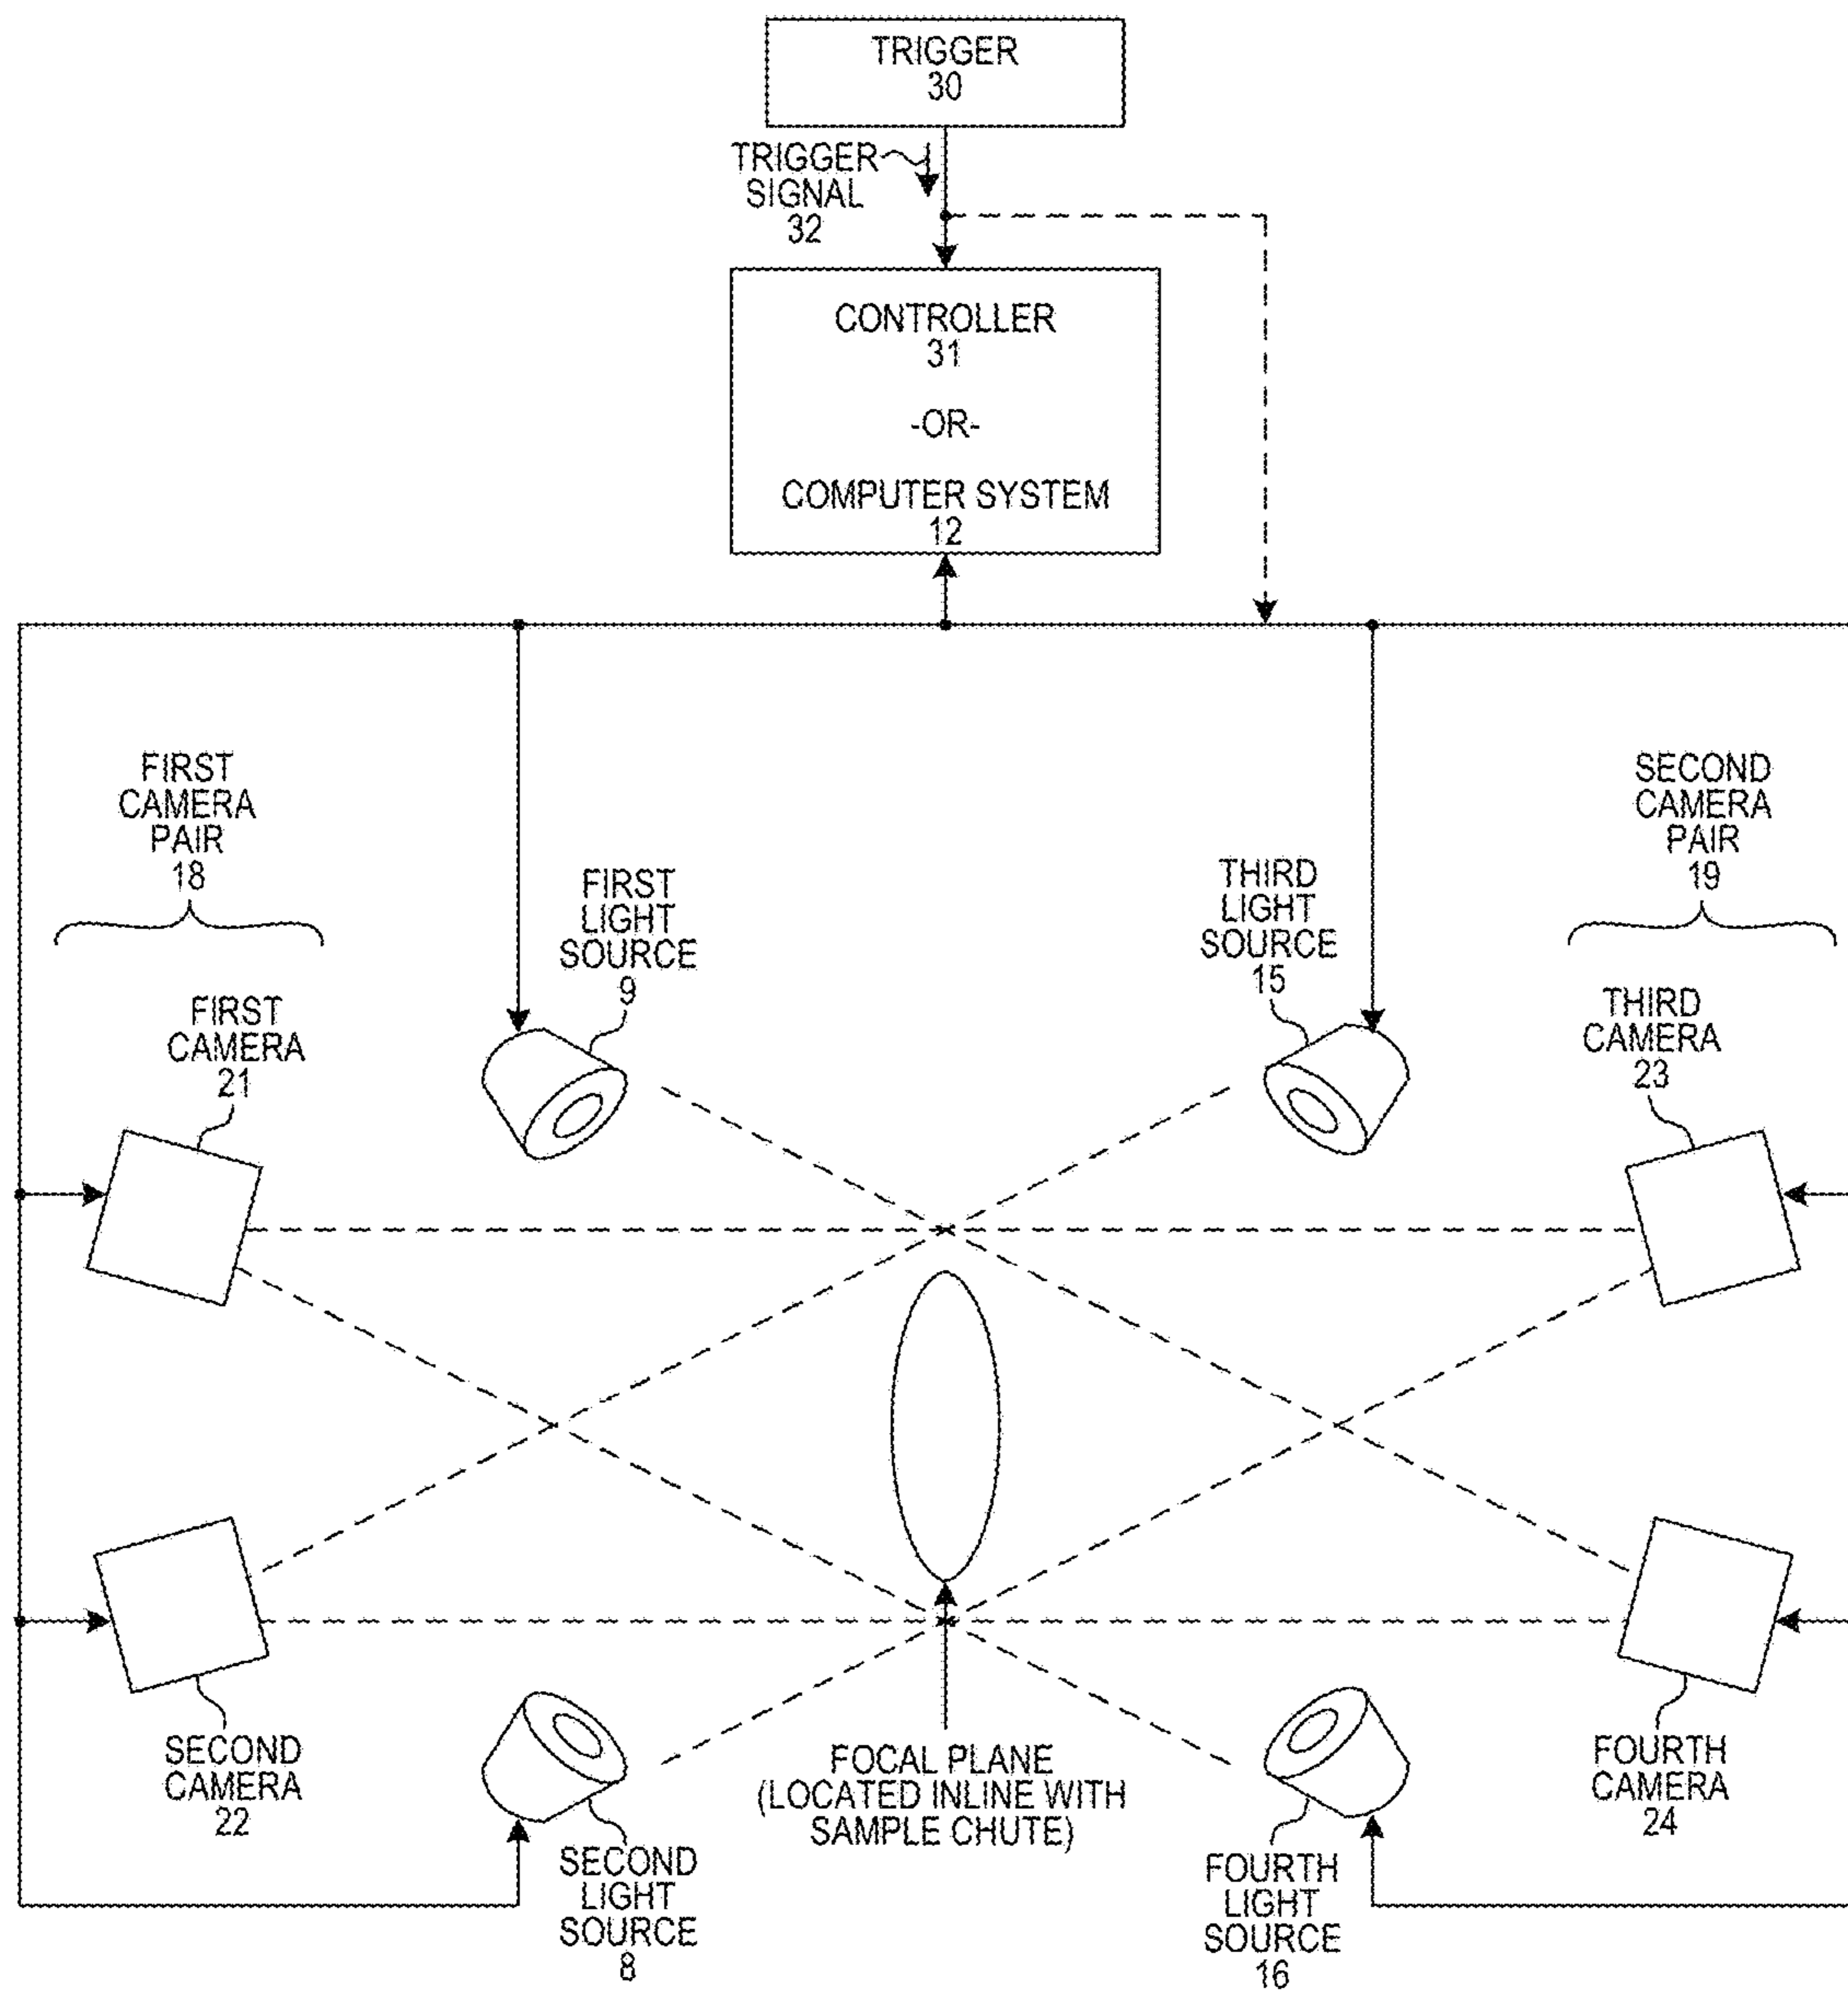 TRIGGER
30
TRIGGER
SIGNAL
32
CONTROLLER
31
-OR-
COMPUTER SYSTEM
12
FIRST
CAMERA
PAIR
18
SECOND
CAMERA
PAIR
19
FIRST
LIGHT
SOURCE
9
THIRD
LIGHT
SOURCE
15
FIRST
CAMERA
21
THIRD
CAMERA
23
SECOND
CAMERA
22
SECOND
LIGHT
SOURCE
8
FOCAL PLANE
(LOCATED INLINE WITH
SAMPLE CHUTE)
FOURTH
LIGHT
SOURCE
16
FOURTH
CAMERA
24